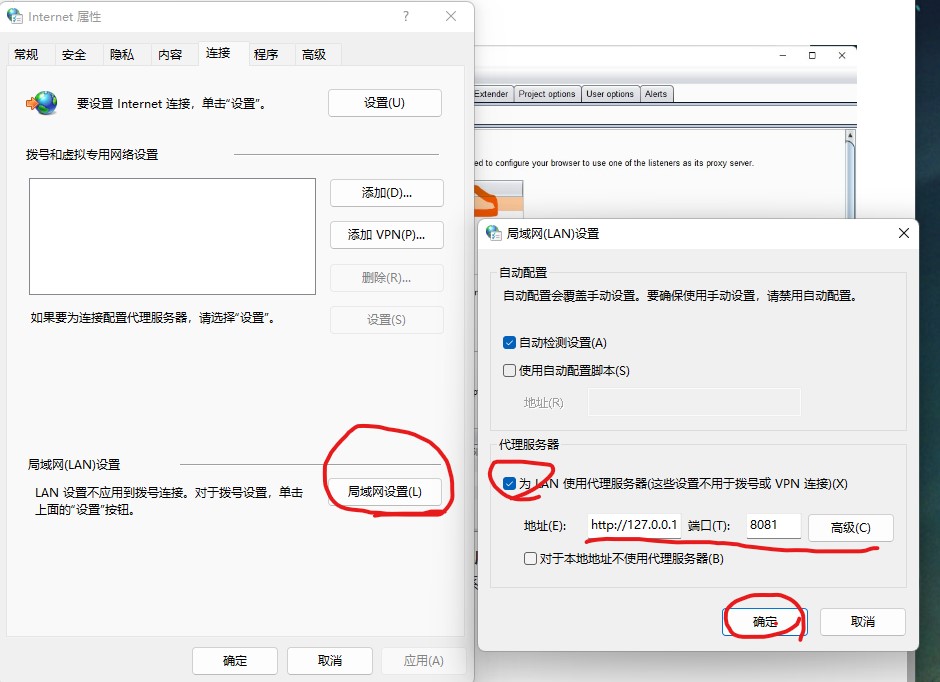 Internet 属性
?
常规 安全 隐私 内容 连接 程序 高级
要设置 Internet 连接，单击“设置”。
设置(U)
拨号和虚拟专用网络设置
添加(D)...
添加 VPN(P)...
删除(R)...
如果要为连接配置代理服务器，请选择“设置”。
设置(S)
局域网(LAN)设置
LAN 设置不应用到拨号连接。对于拨号设置，单击
上面的“设置”按钮。
局域网设置(L)
确定 取消 应用(A)
Extender Project options User options Alerts
to configure your browser to use one of the listeners as its proxy server.
局域网(LAN)设置
自动配置
自动配置会覆盖手动设置。要确保使用手动设置，请禁用自动配置。
自动检测设置(A)
使用自动配置脚本(S)
地址(R)
代理服务器
为 LAN 使用代理服务器(这些设置不用于拨号或 VPN 连接)(X)
地址(E): http://127.0.0.1 端口(T): 8081 高级(C)
对于本地地址不使用代理服务器(B)
确定 取消